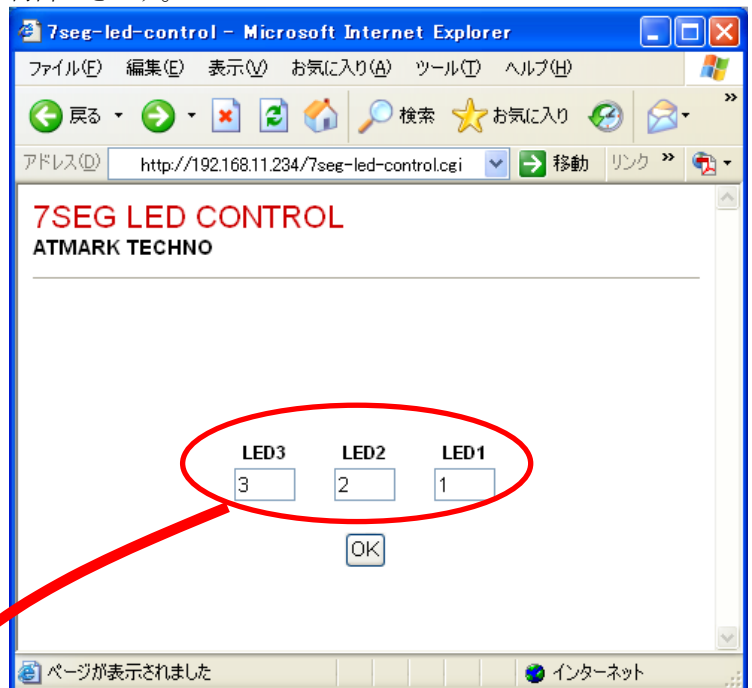 7seg-led-control - Microsoft Internet Explorer
ファイル(F) 編集(E) 表示(V) お気に入り(A) ツール(T) ヘルプ(H)
戻る 検索 お気に入り »
アドレス(D) http://192.168.11.234/7seg-led-control.cgi 移動 リンク »
7SEG LED CONTROL
ATMARK TECHNO
LED3 LED2 LED1
3 2 1
OK
ページが表示されました インターネット